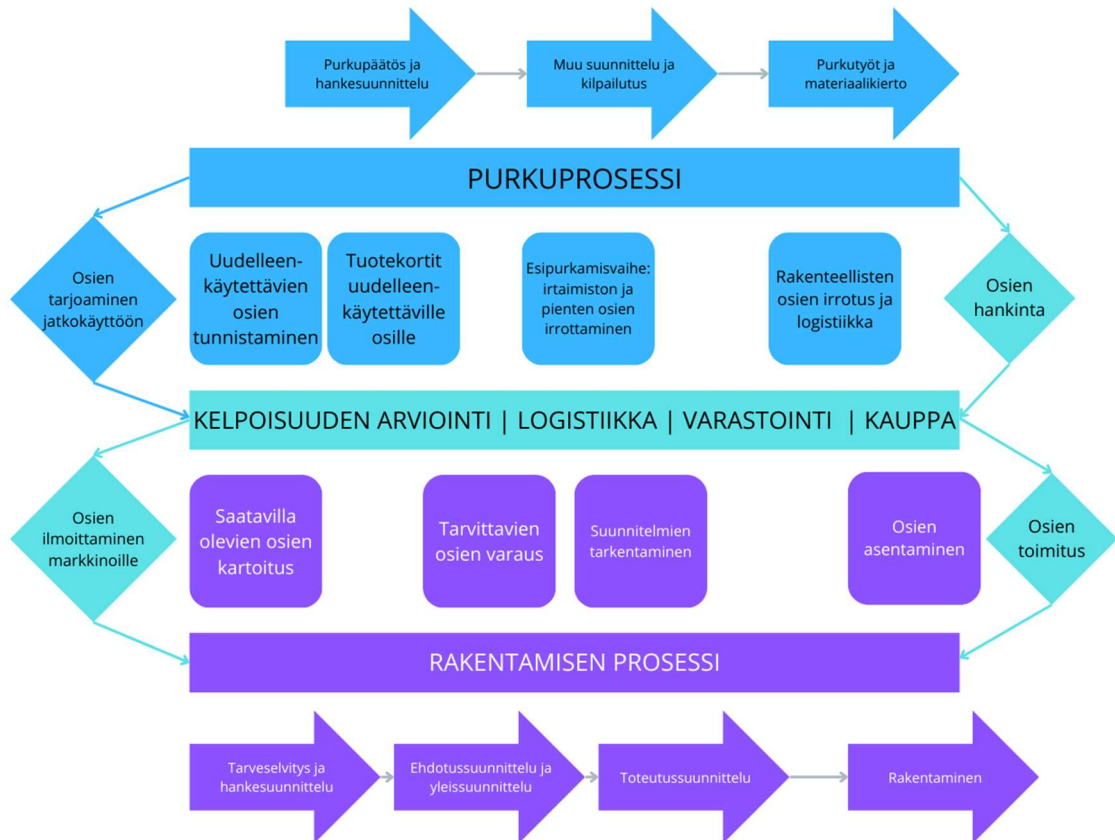 Purkupäätös ja
hankesuunnittelu
Muu suunnittelu ja
kilpailutus
Purkutyöt ja
materiaalikierto
PURKUPROSESSI
Osien
tarjoaminen
jatkokäyttöön
Uudelleen-
käytettävien
osien
tunnistaminen
Tuotekortit
uudelleen-
käytettäville
osille
Esipurkamisvaihe:
irtaimiston ja
pienten osien
irrottaminen
Rakenteellisten
osien irrotus ja
logistiikka
Osien
hankinta
KELPOISUUDEN ARVIOINTI | LOGISTIIKKA | VARASTOINTI | KAUPPA
Osien
ilmoittaminen
markkinoille
Saatavilla
olevien osien
kartoitus
Tarvittavien
osien varaus
Suunnitelmien
tarkentaminen
Osien
asentaminen
Osien
toimitus
RAKENTAMISEN PROSESSI
Tarveselvitys ja
hankesuunnittelu
Ehdotussuunnittelu ja
yleissuunnittelu
Toteutussuunnittelu
Rakentaminen